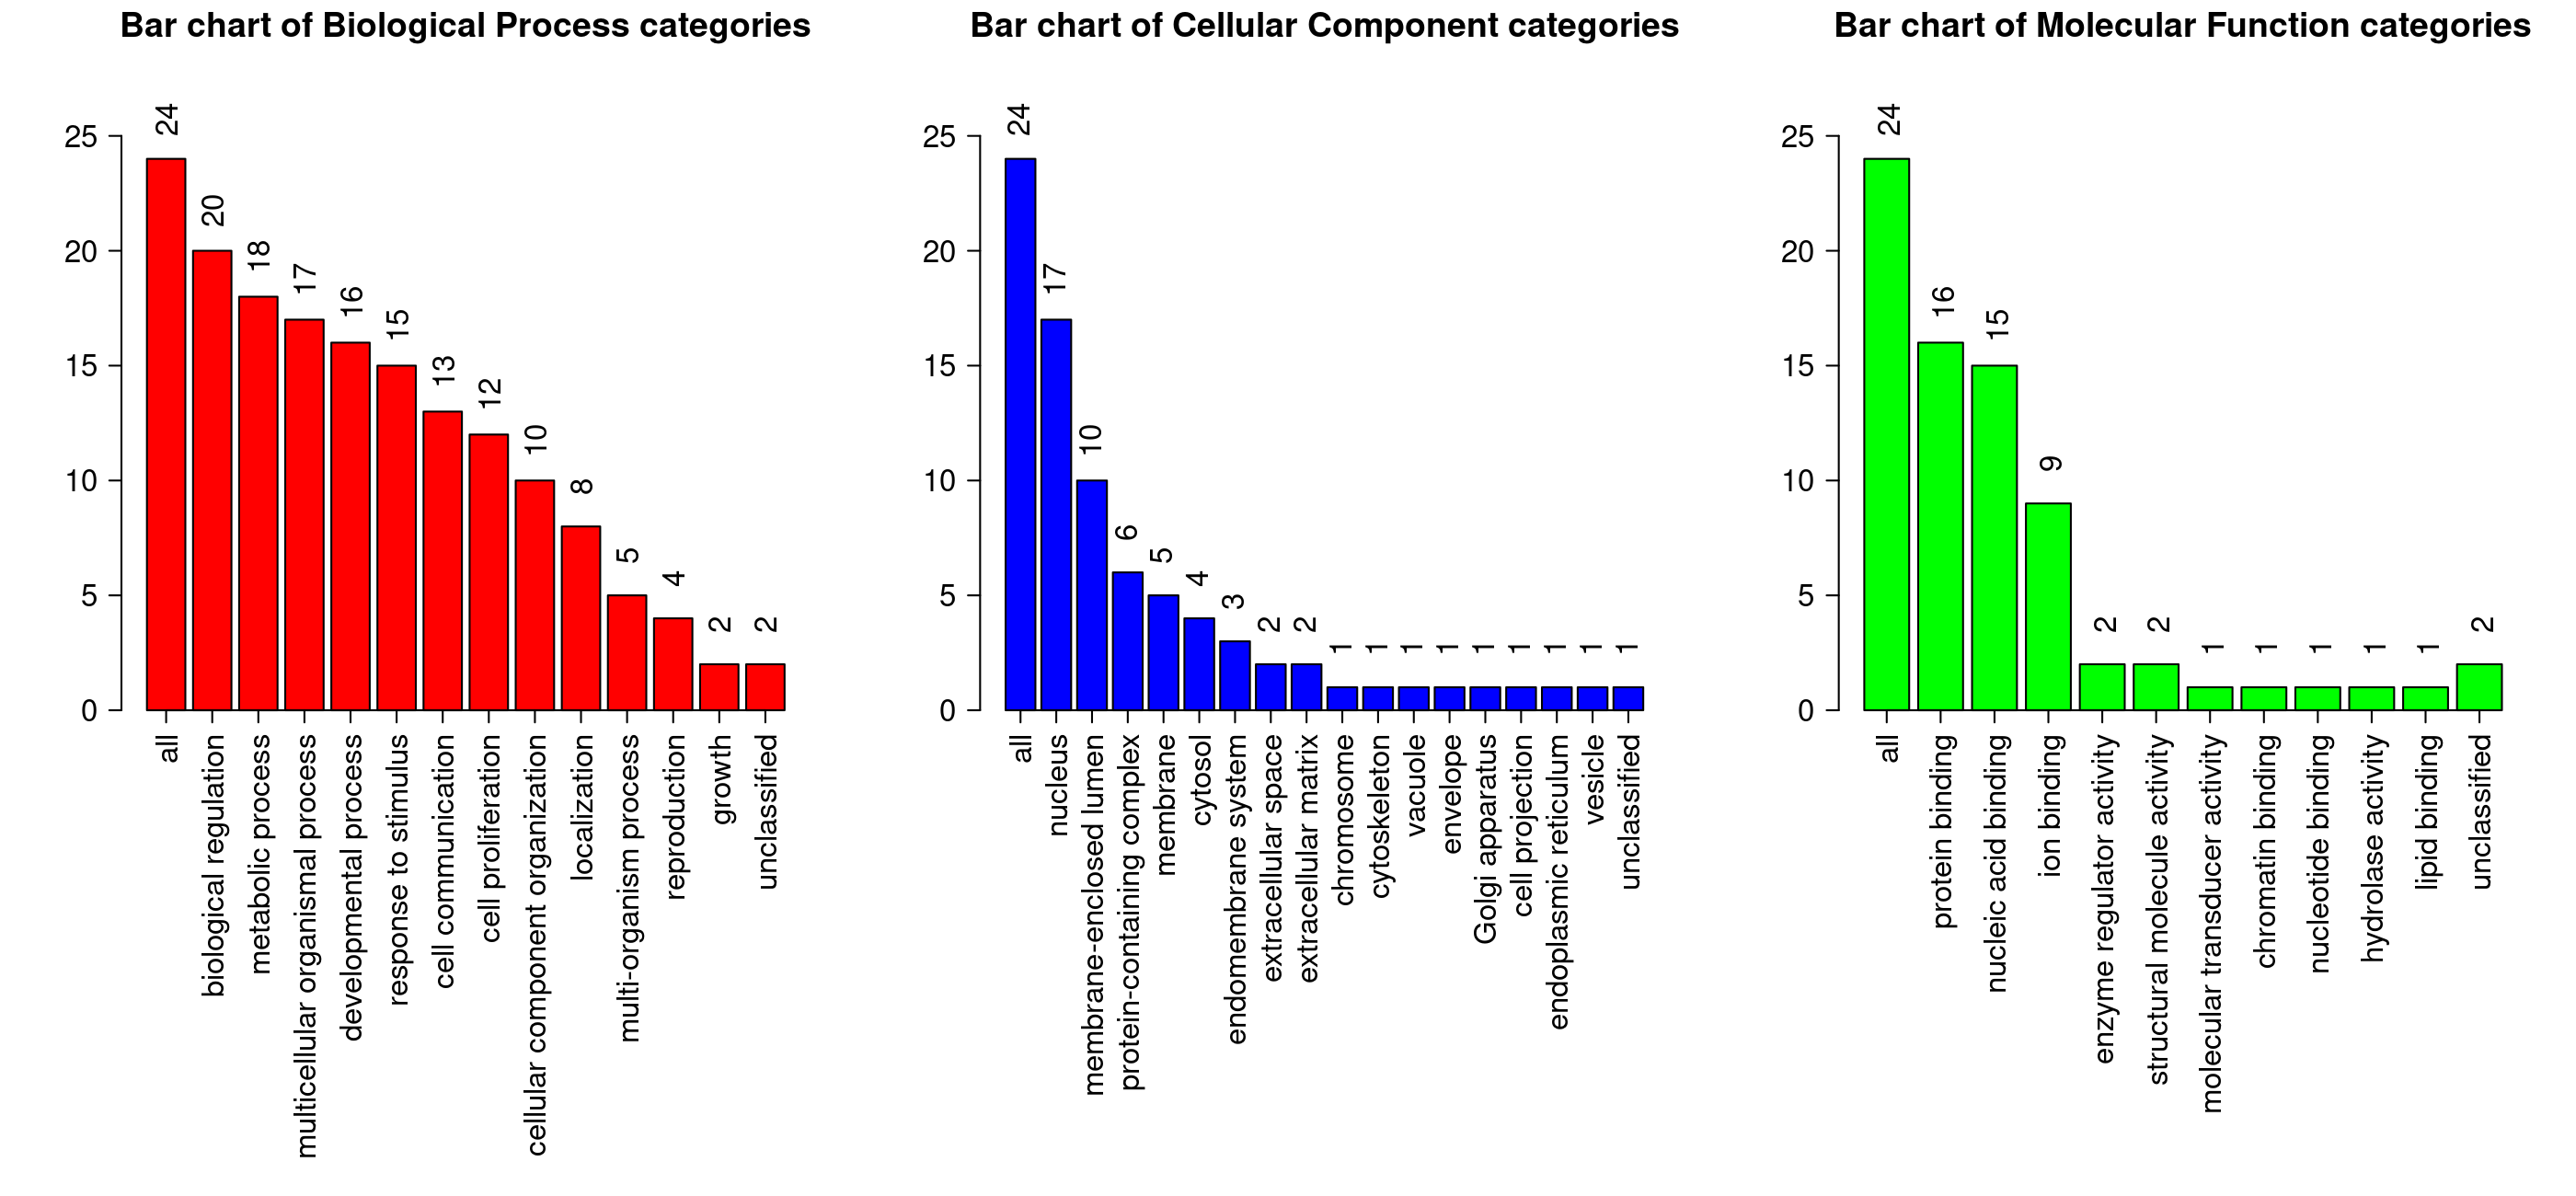 Bar chart of Biological Process categories
25
20
15
10
5
0
24
20
18
17
16
15
13
12
10
8
5
4
2
2
all
biological regulation
metabolic process
multicellular organismal process
developmental process
response to stimulus
cell communication
cell proliferation
cellular component organization
localization
multi-organism process
reproduction
growth
unclassified
Bar chart of Cellular Component categories
25
20
15
10
5
0
24
17
10
6
5
4
3
2
2
1
1
1
1
1
1
1
1
1
all
nucleus
membrane-enclosed lumen
protein-containing complex
membrane
cytosol
endomembrane system
extracellular space
extracellular matrix
chromosome
cytoskeleton
vacuole
envelope
Golgi apparatus
cell projection
endoplasmic reticulum
vesicle
unclassified
Bar chart of Molecular Function categories
25
20
15
10
5
0
24
16
15
9
2
2
1
1
1
1
1
2
all
protein binding
nucleic acid binding
ion binding
enzyme regulator activity
structural molecule activity
molecular transducer activity
chromatin binding
nucleotide binding
hydrolase activity
lipid binding
unclassified